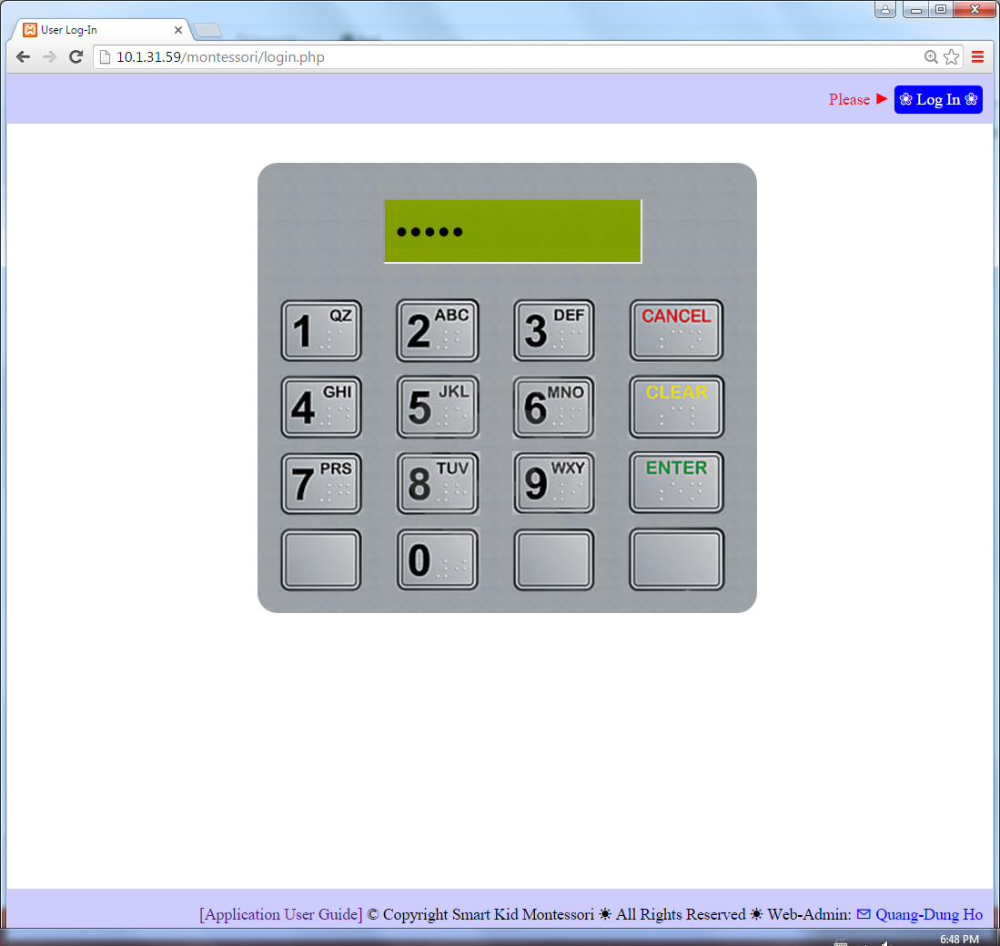 User Log-In
10.1.31.59/montessori/login.php
Please ► ❀ Log In ❀
•••••
1 QZ 2 ABC 3 DEF CANCEL
4 GHI 5 JKL 6 MNO CLEAR
7 PRS 8 TUV 9 WXY ENTER
0
[Application User Guide] © Copyright Smart Kid Montessori ☀ All Rights Reserved ☀ Web-Admin: ✉ Quang-Dung Ho
6:48 PM